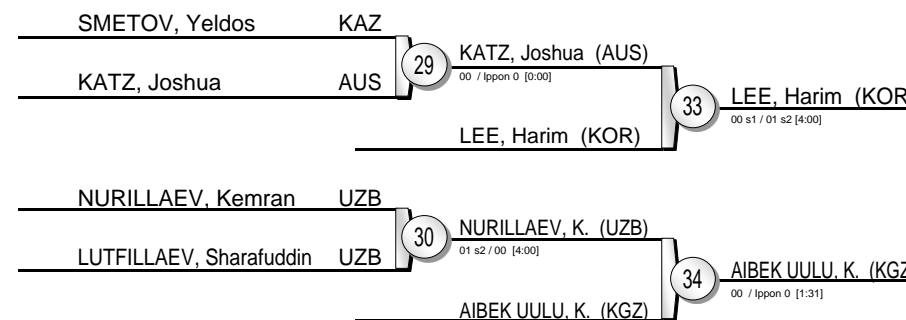 SMETOV, Yeldos KAZ
29
KATZ, Joshua (AUS)
00 / Ippon 0 [0:00]
KATZ, Joshua AUS
33
LEE, Harim (KOR
00 s1 / 01 s2 [4:00]
LEE, Harim (KOR)
NURILLAEV, Kemran UZB
30
NURILLAEV, K. (UZB)
01 s2 / 00 [4:00]
LUTFILLAEV, Sharafuddin UZB
34
AIBEK UULU, K. (KGZ
00 / Ippon 0 [1:31]
AIBEK UULU, K. (KGZ)